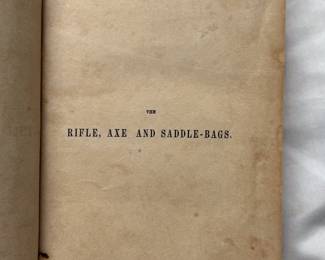 THE
RIFLE, AXE AND SADDLE-BAGS.